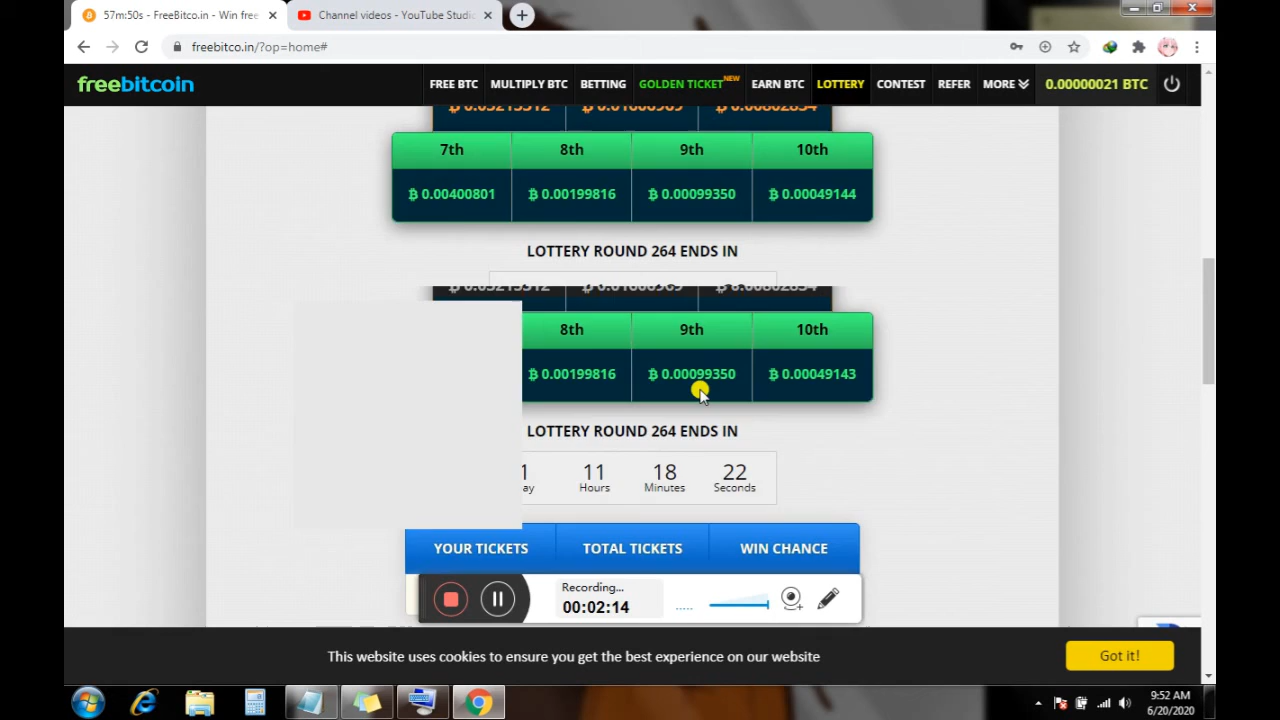 57m:50s - FreeBitco.in - Win free
Channel videos - YouTube Studio
freebitco.in/?op=home#
freebitcoin
FREE BTC MULTIPLY BTC BETTING GOLDEN TICKET NEW EARN BTC LOTTERY CONTEST REFER MORE 0.00000021 BTC
7th 8th 9th 10th
₿ 0.00400801 ₿ 0.00199816 ₿ 0.00099350 ₿ 0.00049144
LOTTERY ROUND 264 ENDS IN
8th 9th 10th
₿ 0.00199816 ₿ 0.00099350 ₿ 0.00049143
LOTTERY ROUND 264 ENDS IN
1 11 18 22
ay Hours Minutes Seconds
YOUR TICKETS TOTAL TICKETS WIN CHANCE
Recording...
00:02:14
This website uses cookies to ensure you get the best experience on our website
Got it!
9:52 AM
6/20/2020